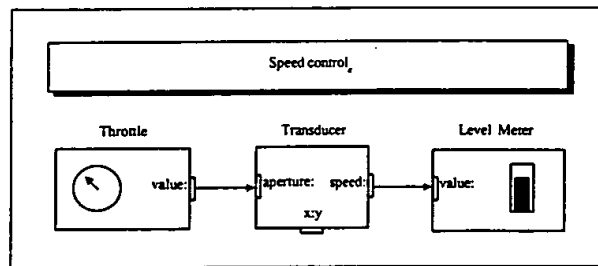 Speed control
Throttle Transducer Level Meter
value: aperture: speed: value:
x:y